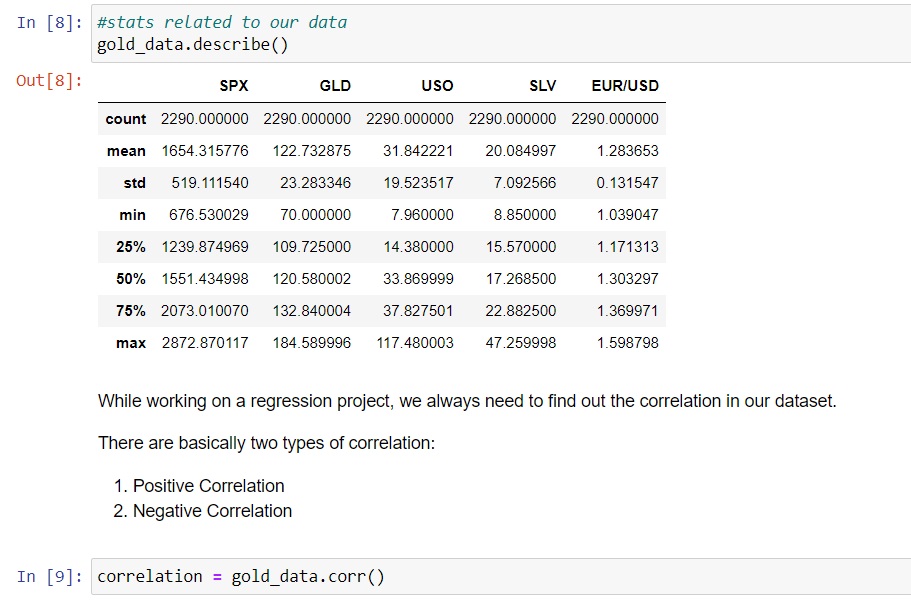 In [8]: #stats related to our data
gold_data.describe()
Out[8]:
SPX GLD USO SLV EUR/USD
count 2290.000000 2290.000000 2290.000000 2290.000000 2290.000000
mean 1654.315776 122.732875 31.842221 20.084997 1.283653
std 519.111540 23.283346 19.523517 7.092566 0.131547
min 676.530029 70.000000 7.960000 8.850000 1.039047
25% 1239.874969 109.725000 14.380000 15.570000 1.171313
50% 1551.434998 120.580002 33.869999 17.268500 1.303297
75% 2073.010070 132.840004 37.827501 22.882500 1.369971
max 2872.870117 184.589996 117.480003 47.259998 1.598798
While working on a regression project, we always need to find out the correlation in our dataset.
There are basically two types of correlation:
1. Positive Correlation
2. Negative Correlation
In [9]: correlation = gold_data.corr()